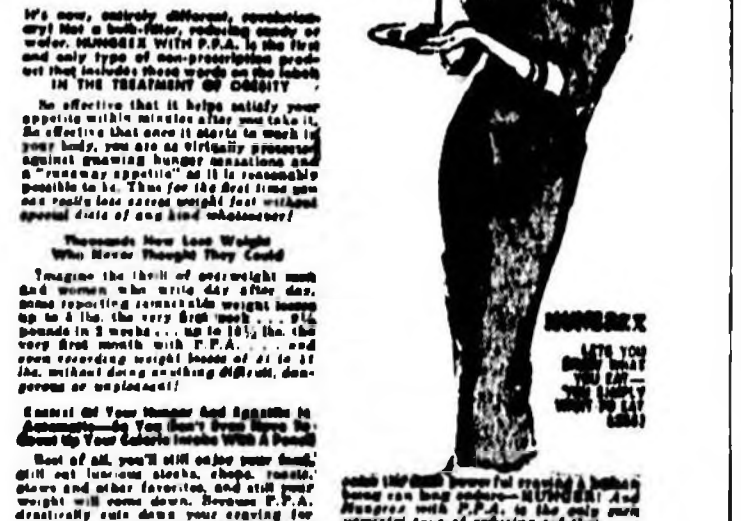 It's new, entirely different, revolution-
ary! Not a bulk-filler, reducing candy or
wafer. HUNGREX WITH P.P.A. is the first
and only type of non-prescription prod-
uct that includes these words on the labels
IN THE TREATMENT OF OBESITY
So effective that it helps satisfy your
appetite within minutes after you take it.
So effective that once it starts to work in
your body, you are as virtually protected
against gnawing hunger sensations and
a "runaway appetite" as it is reasonably
possible to be. Thus for the first time you
can really lose excess weight fast without
special diets of any kind whatsoever!
Thousands Now Lose Weight
Who Never Thought They Could
Imagine the thrill of overweight men
and women who write day after day,
some reporting remarkable weight losses
up to lbs. the very first week . . .
pounds in 2 weeks . . . up to lbs. the
very first month with P.P.A. . . . and
even recording weight losses of to
lbs. without doing anything difficult, dan-
gerous or unpleasant!
Control Of Your Hunger And Appetite Is
Automatic—So You Don't Even Have To
Count Up Your Calorie Intake With A Pencil
Best of all, you'll still enjoy your food,
still eat luscious steaks, chops, roasts,
stews and other favorites, and still your
weight will come down. Because P.P.A.
drastically cuts down your craving for
HUNGREX
LETS YOU
ENJOY WHAT
YOU EAT—
YOU SIMPLY
WANT TO EAT
LESS!
powerful craving a human
being can long endure—HUNGER! And
Hungrex with P.P.A. is the only